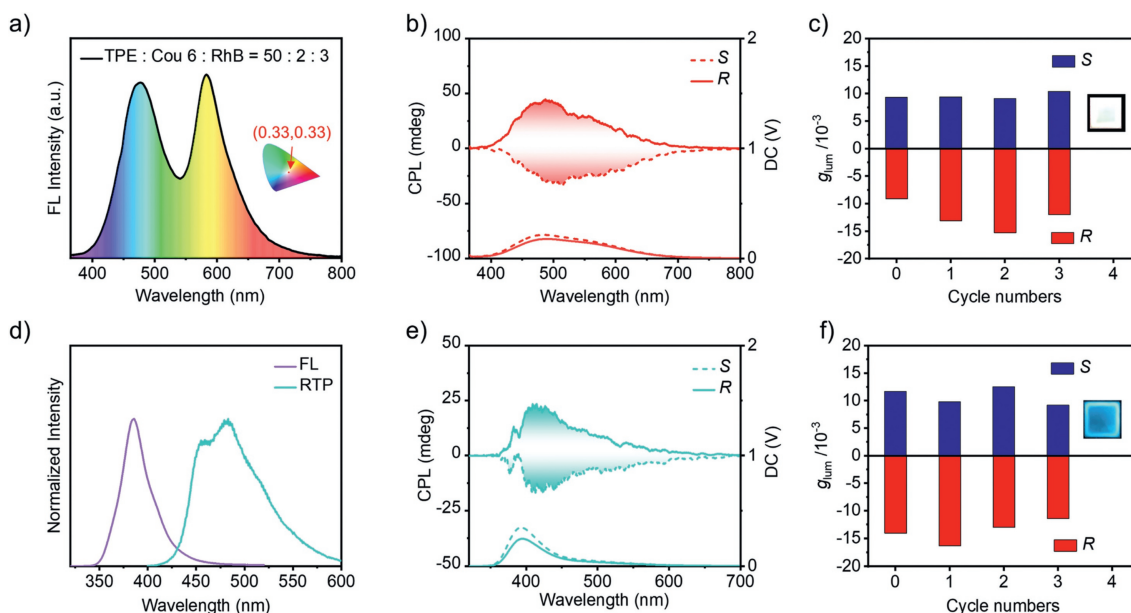 a)
TPE : Cou 6 : RhB = 50 : 2 : 3
(0.33,0.33)
FL Intensity (a.u.)
400 500 600 700 800
Wavelength (nm)
b)
S
R
100
50
0
-50
-100
CPL (mdeg)
2
1
0
DC (V)
400 500 600 700 800
Wavelength (nm)
c)
S
R
20
15
10
5
0
-5
-10
-15
-20
glum /10⁻³
0 1 2 3 4
Cycle numbers
d)
FL
RTP
Normalized Intensity
350 400 450 500 550 600
Wavelength (nm)
e)
S
R
50
25
0
-25
-50
CPL (mdeg)
2
1
0
DC (V)
400 500 600 700
Wavelength (nm)
f)
S
R
20
15
10
5
0
-5
10
-15
-20
glum /10⁻³
0 1 2 3 4
Cycle numbers